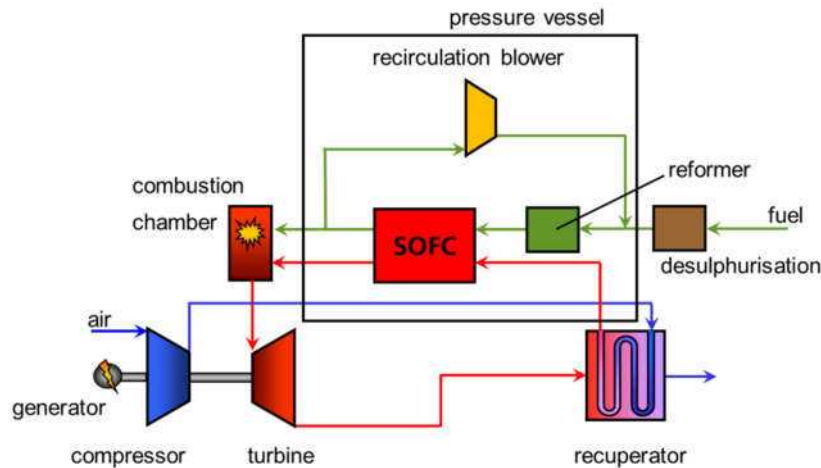 pressure vessel
recirculation blower
reformer
combustion
chamber
fuel
SOFC
desulphurisation
air
generator
compressor
turbine
recuperator